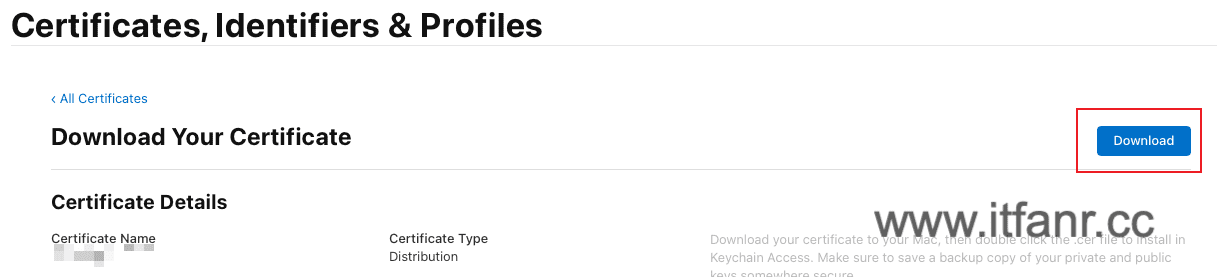 Certificates, Identifiers & Profiles
‹ All Certificates
Download Your Certificate
Download
Certificate Details
www.itfanr.cc
Certificate Name
Certificate Type
Distribution
Download your certificate to your Mac, then double click the .cer file to install in
Keychain Access. Make sure to save a backup copy of your private and public
keys somewhere secure.